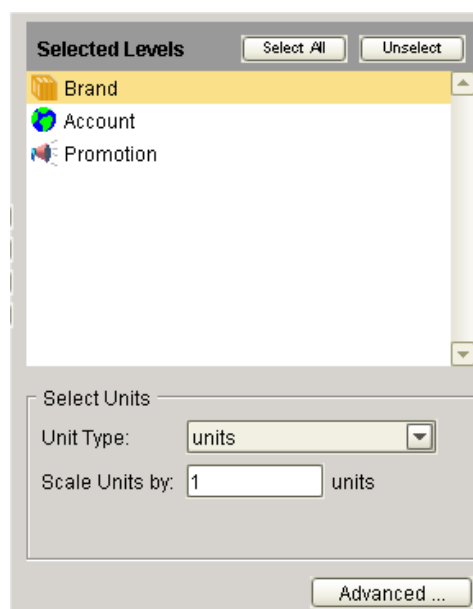 Selected Levels Select All Unselect
Brand
Account
Promotion
Select Units
Unit Type: units
Scale Units by: 1 units
Advanced ...